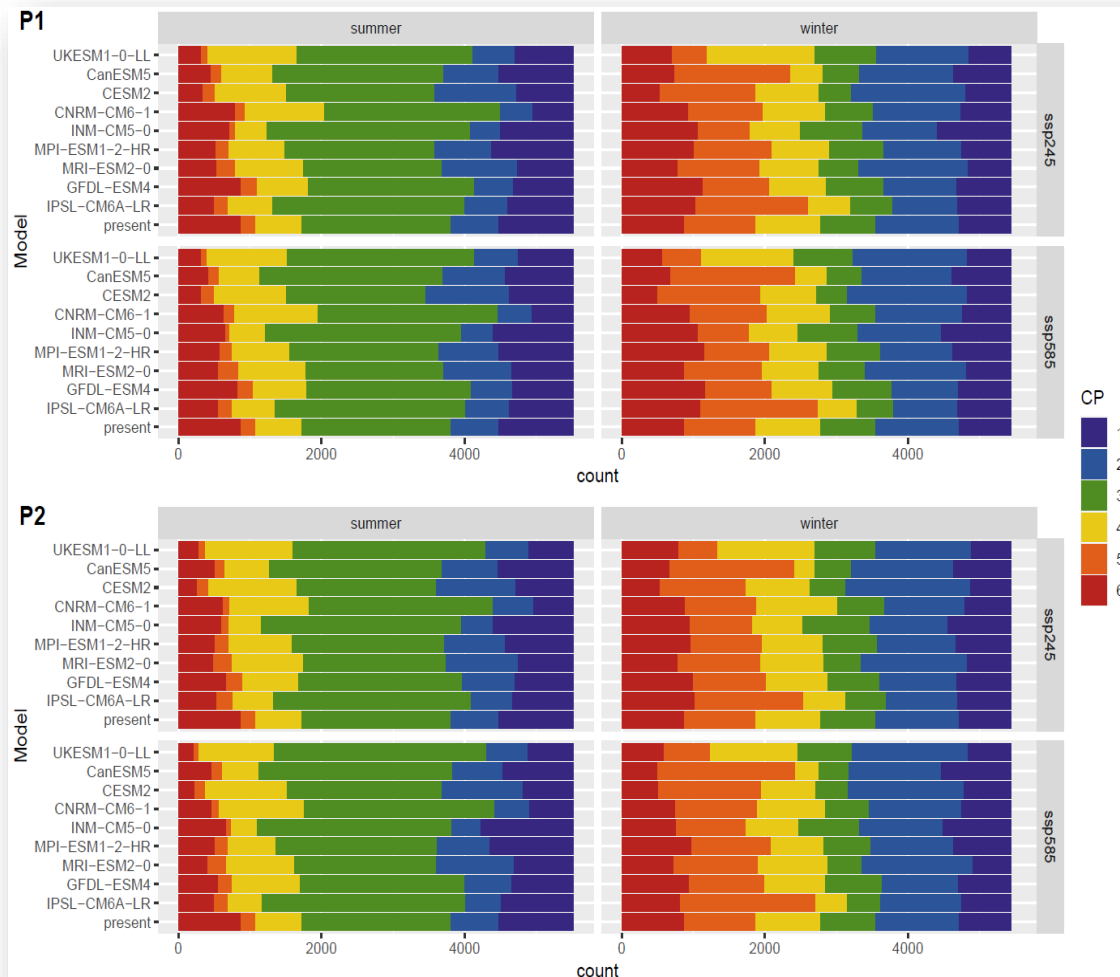 P1
summer winter
UKESM1-0-LL
CanESM5
CESM2
CNRM-CM6-1
INM-CM5-0
MPI-ESM1-2-HR
MRI-ESM2-0
GFDL-ESM4
IPSL-CM6A-LR
present
ssp245
Model
UKESM1-0-LL
CanESM5
CESM2
CNRM-CM6-1
INM-CM5-0
MPI-ESM1-2-HR
MRI-ESM2-0
GFDL-ESM4
IPSL-CM6A-LR
present
ssp585
0 2000 4000 0 2000 4000
count
CP
1
2
3
4
5
6
P2
summer winter
UKESM1-0-LL
CanESM5
CESM2
CNRM-CM6-1
INM-CM5-0
MPI-ESM1-2-HR
MRI-ESM2-0
GFDL-ESM4
IPSL-CM6A-LR
present
ssp245
Model
UKESM1-0-LL
CanESM5
CESM2
CNRM-CM6-1
INM-CM5-0
MPI-ESM1-2-HR
MRI-ESM2-0
GFDL-ESM4
IPSL-CM6A-LR
present
ssp585
0 2000 4000 0 2000 4000
count